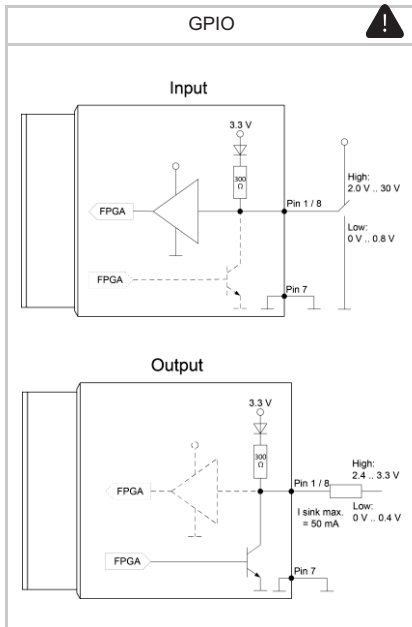 GPIO
Input
3.3 V
300
Ω
FPGA
Pin 1 / 8
High:
2.0 V .. 30 V
Low:
0 V .. 0.8 V
FPGA
Pin 7
Output
3.3 V
300
Ω
FPGA
Pin 1 / 8
High:
2.4 .. 3.3 V
I sink max.
= 50 mA
Low:
0 V .. 0.4 V
FPGA
Pin 7